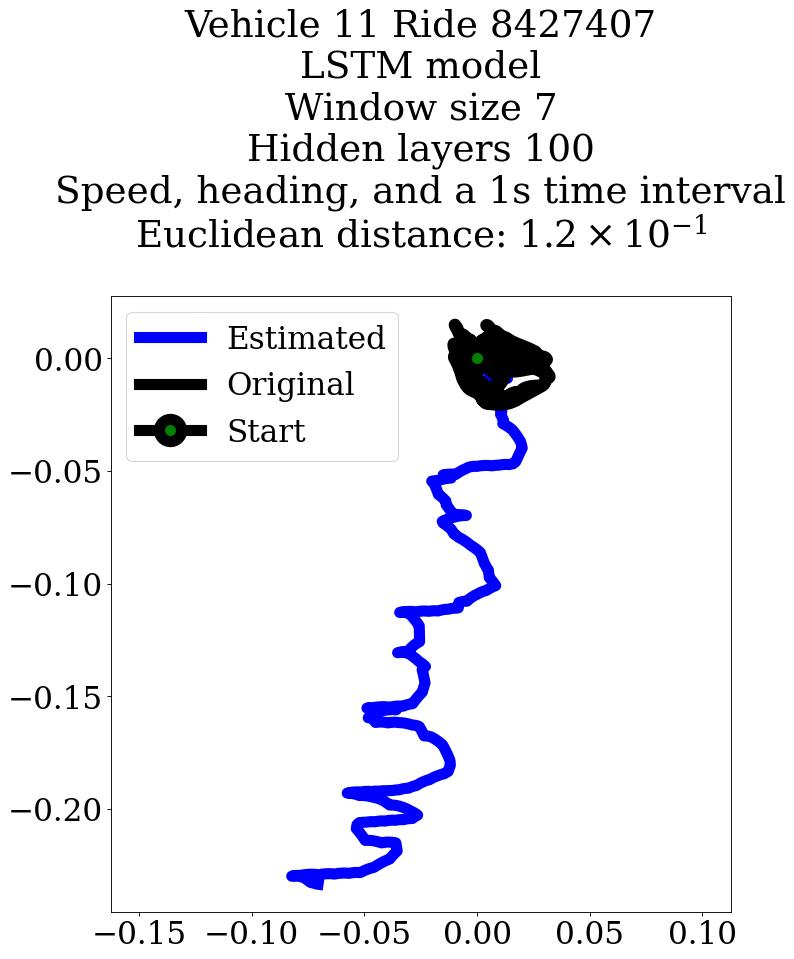 Vehicle 11 Ride 8427407
LSTM model
Window size 7
Hidden layers 100
Speed, heading, and a 1s time interval
Euclidean distance: 1.2 × 10⁻¹
Estimated
Original
Start
0.00
−0.05
−0.10
−0.15
−0.20
−0.15 −0.10 −0.05 0.00 0.05 0.10